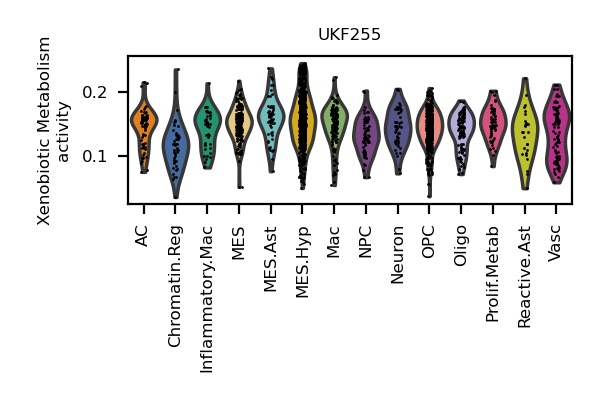 UKF255
Xenobiotic Metabolism
activity
0.2
0.1
AC
Chromatin.Reg
Inflammatory.Mac
MES
MES.Ast
MES.Hyp
Mac
NPC
Neuron
OPC
Oligo
Prolif.Metab
Reactive.Ast
Vasc